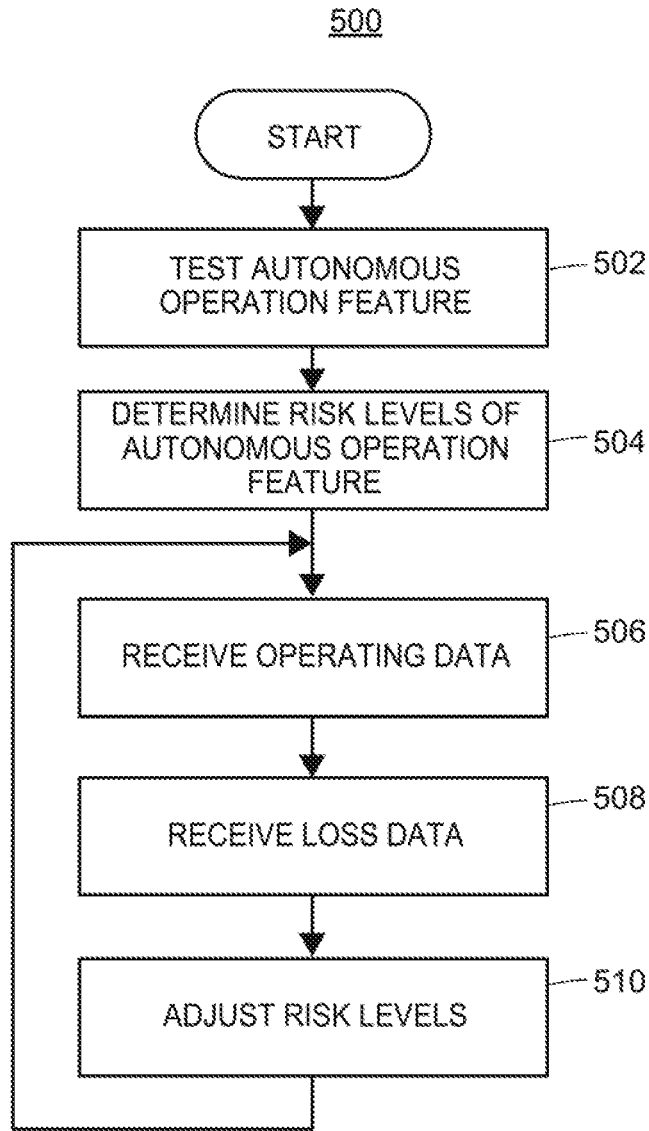 500
START
TEST AUTONOMOUS
OPERATION FEATURE
502
DETERMINE RISK LEVELS OF
AUTONOMOUS OPERATION
FEATURE
504
RECEIVE OPERATING DATA
506
RECEIVE LOSS DATA
508
ADJUST RISK LEVELS
510